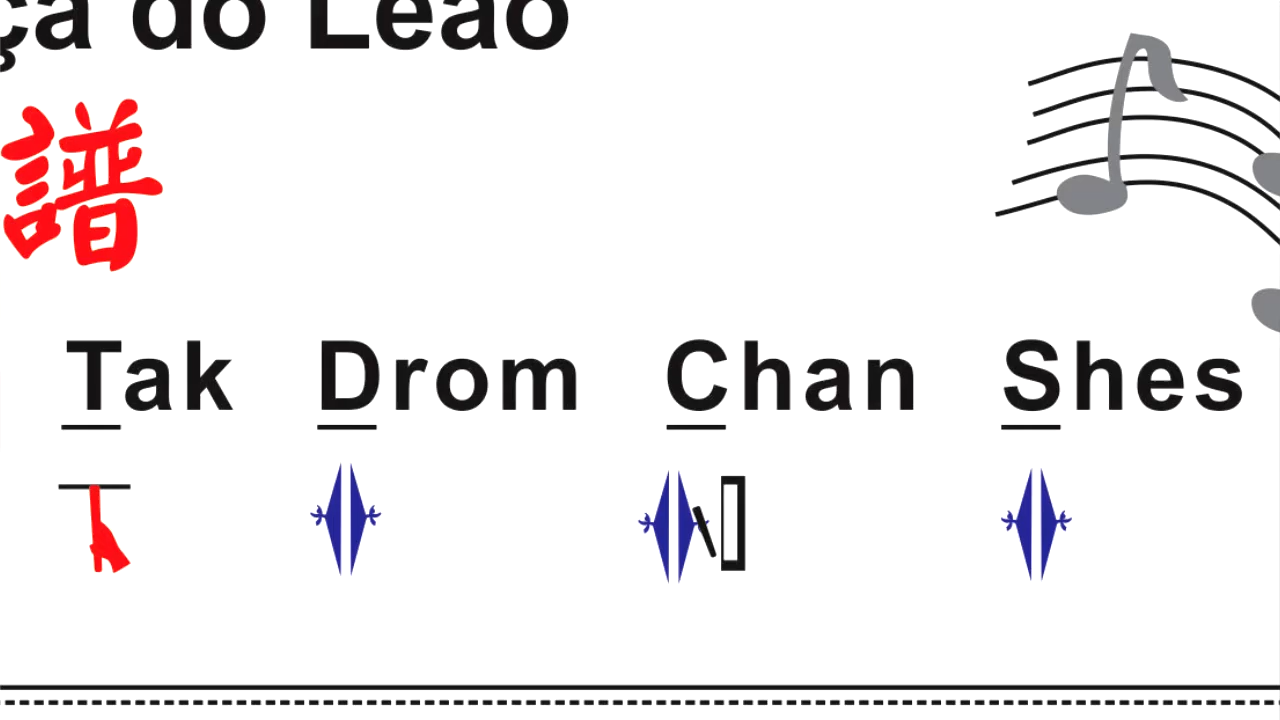 ça do Leão
譜
Tak Drom Chan Shes